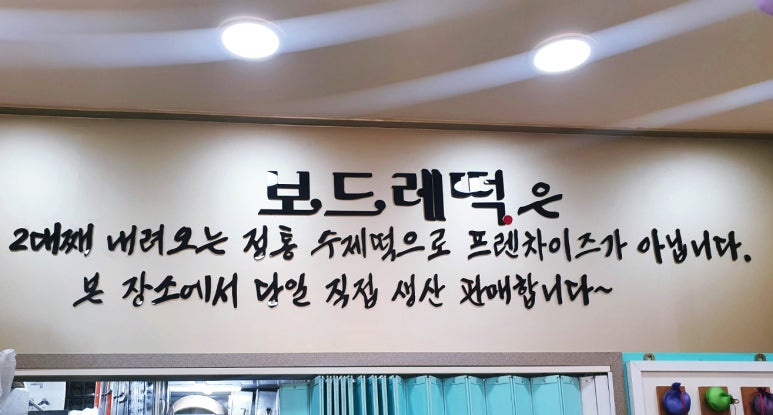 보드레떡은
2대째 내려오는 정통 수제떡으로 프렌차이즈가 아닙니다.
본 장소에서 당일 직접 생산 판매합니다~